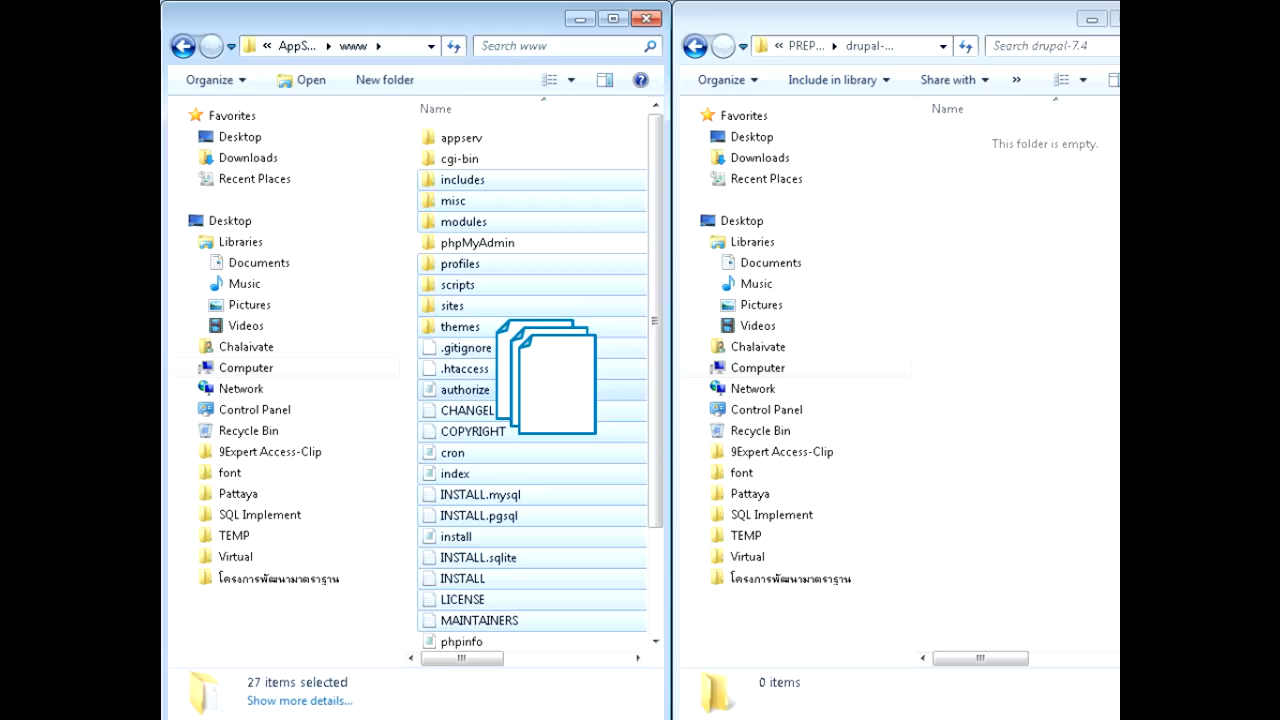 « AppS... ▸ www ▸
Search www
Organize
Open
New folder
Favorites
Desktop
Downloads
Recent Places
Desktop
Libraries
Documents
Music
Pictures
Videos
Chalaivate
Computer
Network
Control Panel
Recycle Bin
9Expert Access-Clip
font
Pattaya
SQL Implement
TEMP
Virtual
โครงการพัฒนามาตราฐาน
Name
appserv
cgi-bin
includes
misc
modules
phpMyAdmin
profiles
scripts
sites
themes
.gitignore
.htaccess
authorize
CHANGEL
COPYRIGHT
cron
index
INSTALL.mysql
INSTALL.pgsql
install
INSTALL.sqlite
INSTALL
LICENSE
MAINTAINERS
phpinfo
27 items selected
Show more details...
« PREP... ▸ drupal-...
Search drupal-7.4
Organize
Include in library
Share with
»
Favorites
Desktop
Downloads
Recent Places
Desktop
Libraries
Documents
Music
Pictures
Videos
Chalaivate
Computer
Network
Control Panel
Recycle Bin
9Expert Access-Clip
font
Pattaya
SQL Implement
TEMP
Virtual
โครงการพัฒนามาตราฐาน
Name
This folder is empty.
0 items